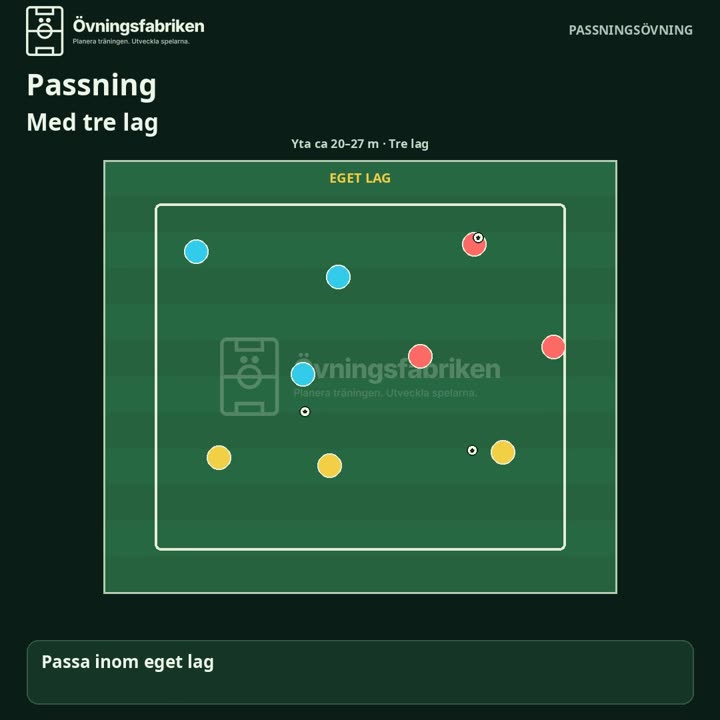 Övningsfabriken
Planera träningen. Utveckla spelarna.
PASSNINGSÖVNING
Passning
Med tre lag
Yta ca 20–27 m · Tre lag
EGET LAG
Övningsfabriken
Planera träningen. Utveckla spelarna.
Passa inom eget lag